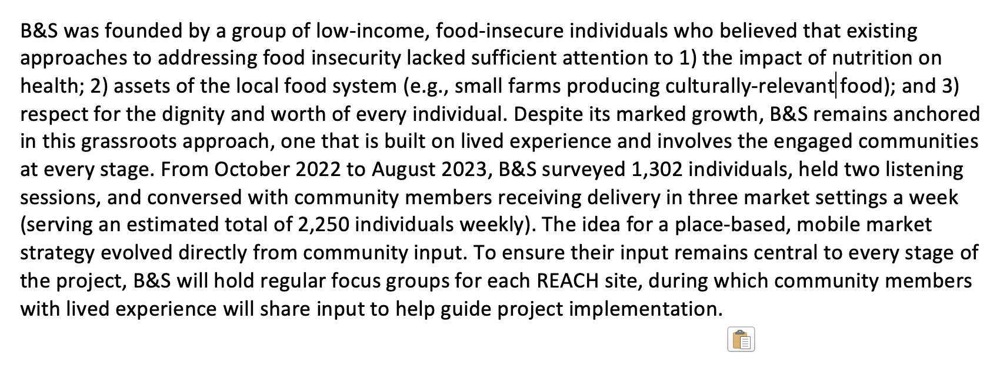 B&S was founded by a group of low-income, food-insecure individuals who believed that existing
approaches to addressing food insecurity lacked sufficient attention to 1) the impact of nutrition on
health; 2) assets of the local food system (e.g., small farms producing culturally-relevant food); and 3)
respect for the dignity and worth of every individual. Despite its marked growth, B&S remains anchored
in this grassroots approach, one that is built on lived experience and involves the engaged communities
at every stage. From October 2022 to August 2023, B&S surveyed 1,302 individuals, held two listening
sessions, and conversed with community members receiving delivery in three market settings a week
(serving an estimated total of 2,250 individuals weekly). The idea for a place-based, mobile market
strategy evolved directly from community input. To ensure their input remains central to every stage of
the project, B&S will hold regular focus groups for each REACH site, during which community members
with lived experience will share input to help guide project implementation.